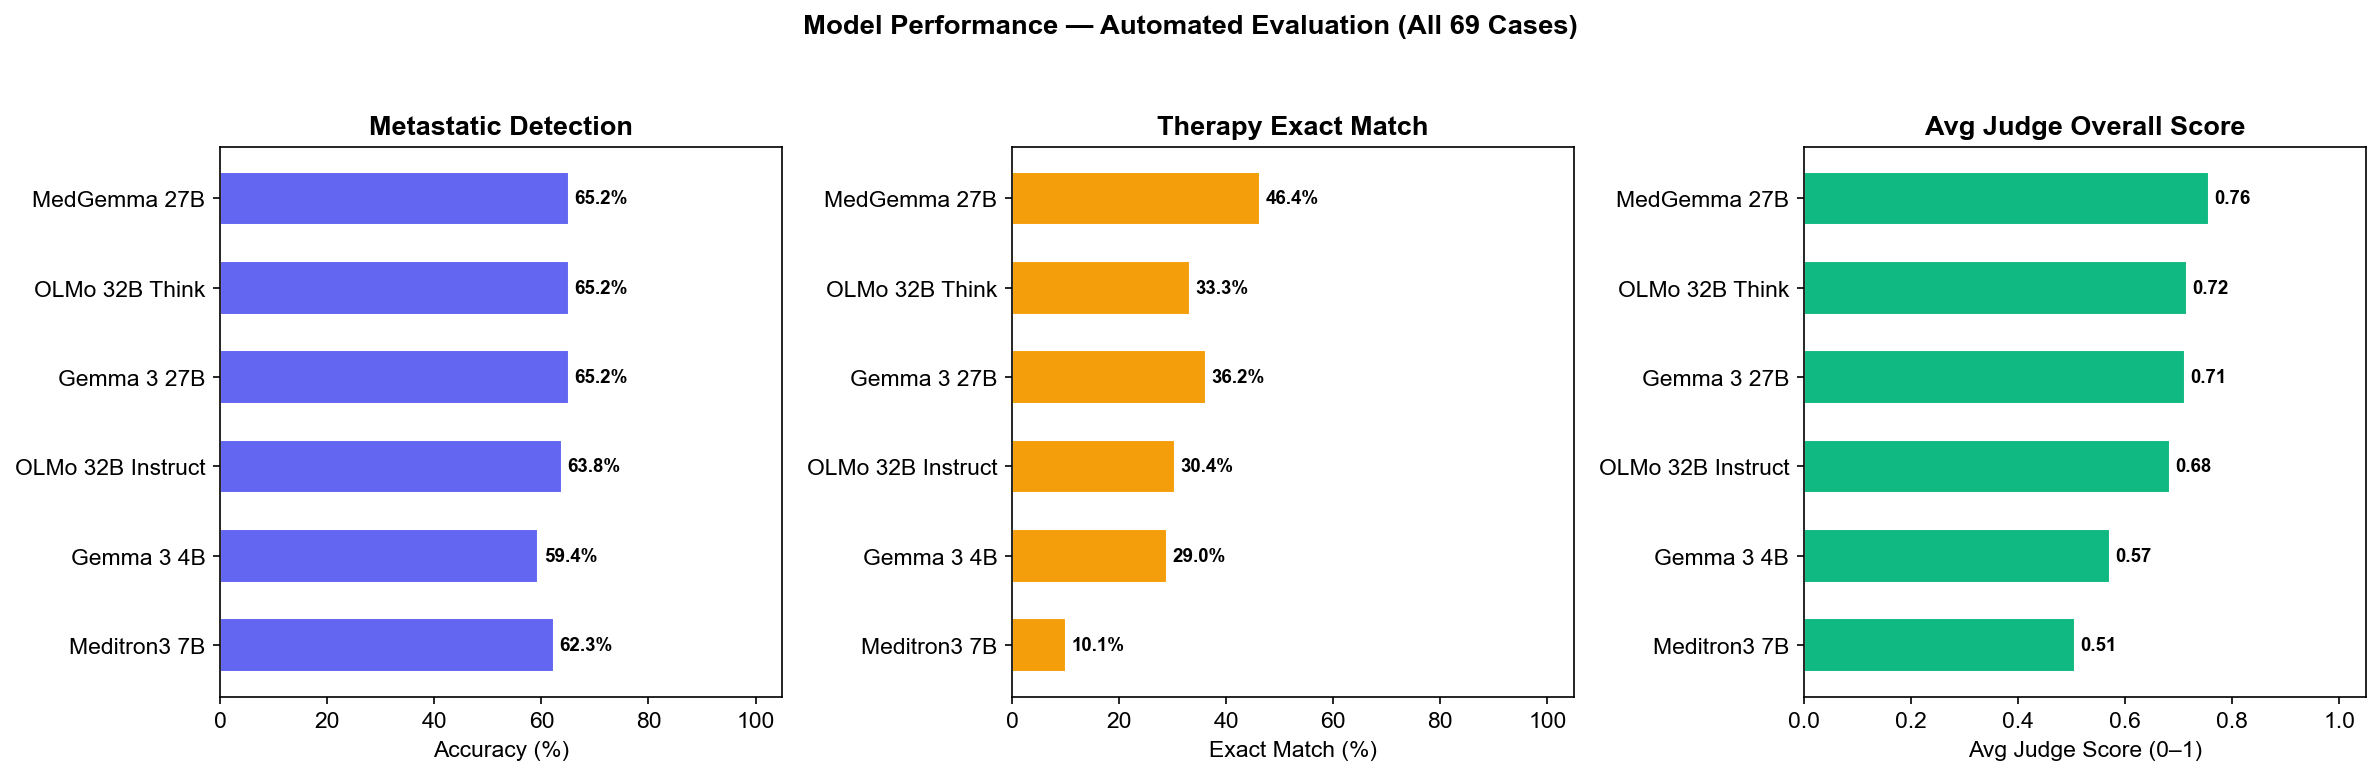 Model Performance — Automated Evaluation (All 69 Cases)
Metastatic Detection
MedGemma 27B
65.2%
OLMo 32B Think
65.2%
Gemma 3 27B
65.2%
OLMo 32B Instruct
63.8%
Gemma 3 4B
59.4%
Meditron3 7B
62.3%
0 20 40 60 80 100
Accuracy (%)
Therapy Exact Match
MedGemma 27B
46.4%
OLMo 32B Think
33.3%
Gemma 3 27B
36.2%
OLMo 32B Instruct
30.4%
Gemma 3 4B
29.0%
Meditron3 7B
10.1%
0 20 40 60 80 100
Exact Match (%)
Avg Judge Overall Score
MedGemma 27B
0.76
OLMo 32B Think
0.72
Gemma 3 27B
0.71
OLMo 32B Instruct
0.68
Gemma 3 4B
0.57
Meditron3 7B
0.51
0.0 0.2 0.4 0.6 0.8 1.0
Avg Judge Score (0–1)